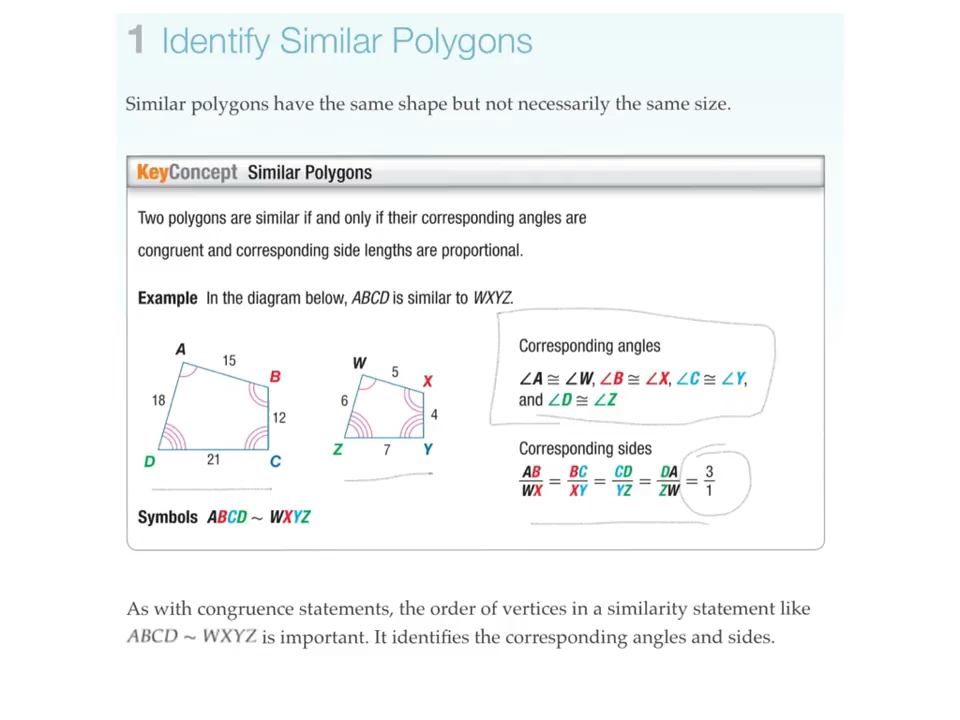 1 Identify Similar Polygons
Similar polygons have the same shape but not necessarily the same size.
KeyConcept Similar Polygons
Two polygons are similar if and only if their corresponding angles are
congruent and corresponding side lengths are proportional.
Example In the diagram below, ABCD is similar to WXYZ.
A
15
B
18
12
D
21
C
W
5
X
6
4
Z
7
Y
Corresponding angles
∠A ≅ ∠W, ∠B ≅ ∠X, ∠C ≅ ∠Y,
and ∠D ≅ ∠Z
Corresponding sides
AB/WX = BC/XY = CD/YZ = DA/ZW = 3/1
Symbols ABCD ~ WXYZ
As with congruence statements, the order of vertices in a similarity statement like
ABCD ~ WXYZ is important. It identifies the corresponding angles and sides.